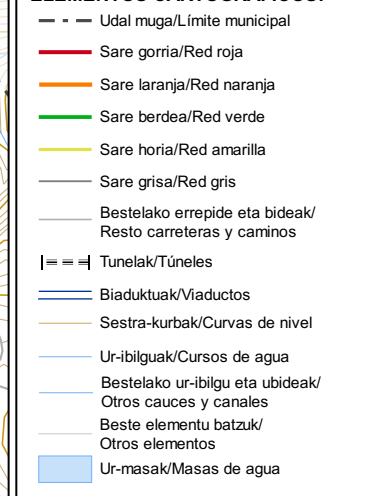 ELEMENTOS CARTOGRÁFICOS:
Udal muga/Límite municipal
Sare gorria/Red roja
Sare laranja/Red naranja
Sare berdea/Red verde
Sare horia/Red amarilla
Sare grisa/Red gris
Bestelako errepide eta bideak/
Resto carreteras y caminos
Tunelak/Túneles
Biaduktuak/Viaductos
Sestra-kurbak/Curvas de nivel
Ur-ibilguak/Cursos de agua
Bestelako ur-ibilgu eta ubideak/
Otros cauces y canales
Beste elementu batzuk/
Otros elementos
Ur-masak/Masas de agua